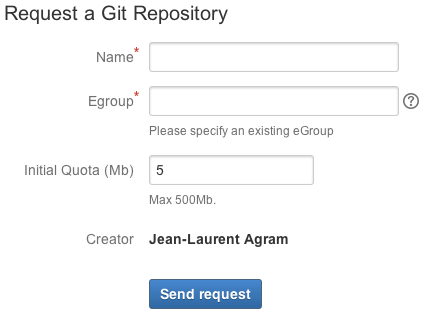 Request a Git Repository
Name*
Egroup*
?
Please specify an existing eGroup
Initial Quota (Mb) 5
Max 500Mb.
Creator Jean-Laurent Agram
Send request